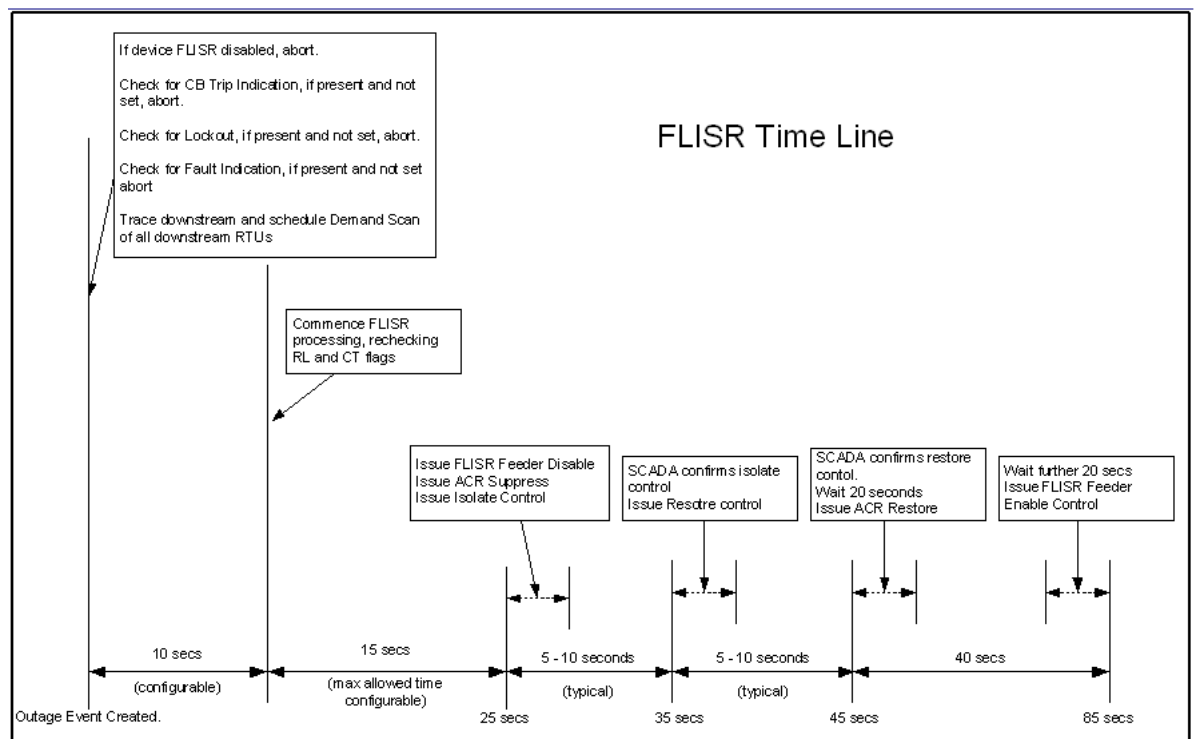 If device FLISR disabled, abort.
Check for CB Trip Indication, if present and not
set, abort.
Check for Lockout, if present and not set, abort.
Check for Fault Indication, if present and not set
abort
Trace downstream and schedule Demand Scan
of all downstream RTUs
FLISR Time Line
Commence FLISR
processing, rechecking
RL and CT flags
Issue FLISR Feeder Disable
Issue ACR Suppress
Issue Isolate Control
SCADA confirms isolate
control
Issue Resotre control
SCADA confirms restore
contol.
Wait 20 seconds
Issue ACR Restore
Wait further 20 secs
Issue FLISR Feeder
Enable Control
10 secs
(configurable)
15 secs
(max allowed time
configurable)
5 - 10 seconds
(typical)
5 - 10 seconds
(typical)
40 secs
Outage Event Created.
25 secs
35 secs
45 secs
85 secs